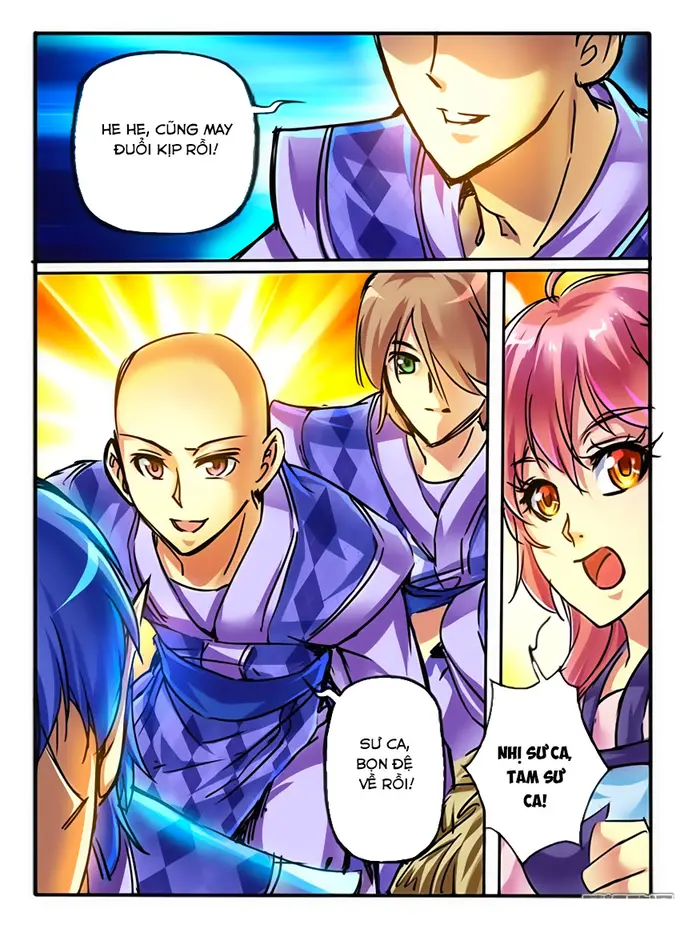 HE HE, CŨNG MAY
ĐUỔI KỊP RỒI!
SƯ CA,
BỌN ĐỆ
VỀ RỒI!
NHỊ SƯ CA,
TAM SƯ
CA!